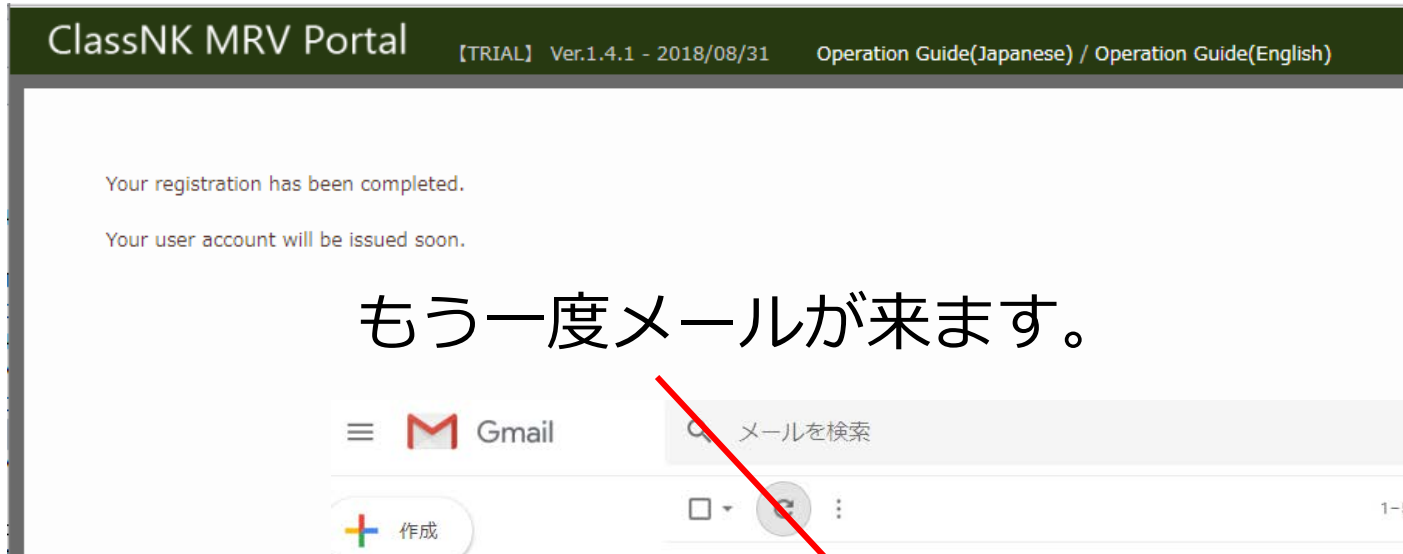 ClassNK MRV Portal 【TRIAL】 Ver.1.4.1 - 2018/08/31 Operation Guide(Japanese) / Operation Guide(English)
Your registration has been completed.
Your user account will be issued soon.
もう一度メールが来ます。
Gmail メールを検索
作成